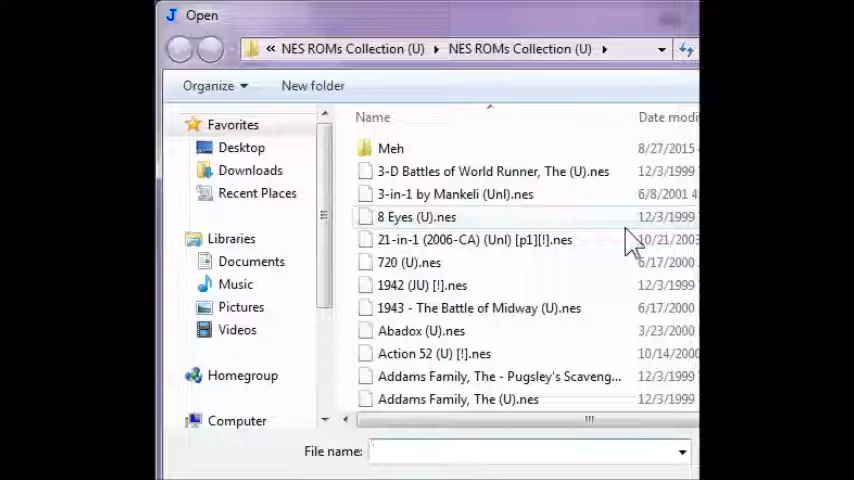 J Open
« NES ROMs Collection (U) NES ROMs Collection (U)
Organize New folder
Name Date modi
Favorites
Desktop
Downloads
Recent Places
Libraries
Documents
Music
Pictures
Videos
Homegroup
Computer
Meh 8/27/2015
3-D Battles of World Runner, The (U).nes 12/3/1999
3-in-1 by Mankeli (Unl).nes 6/8/2001 4
8 Eyes (U).nes 12/3/1999
21-in-1 (2006-CA) (Unl) [p1][!].nes 10/21/2003
720 (U).nes 6/17/2000
1942 (JU) [!].nes 12/3/1999
1943 - The Battle of Midway (U).nes 6/17/2000
Abadox (U).nes 3/23/2000
Action 52 (U) [!].nes 10/14/2000
Addams Family, The - Pugsley's Scaveng... 12/3/1999
Addams Family, The (U).nes 12/3/1999
File name: